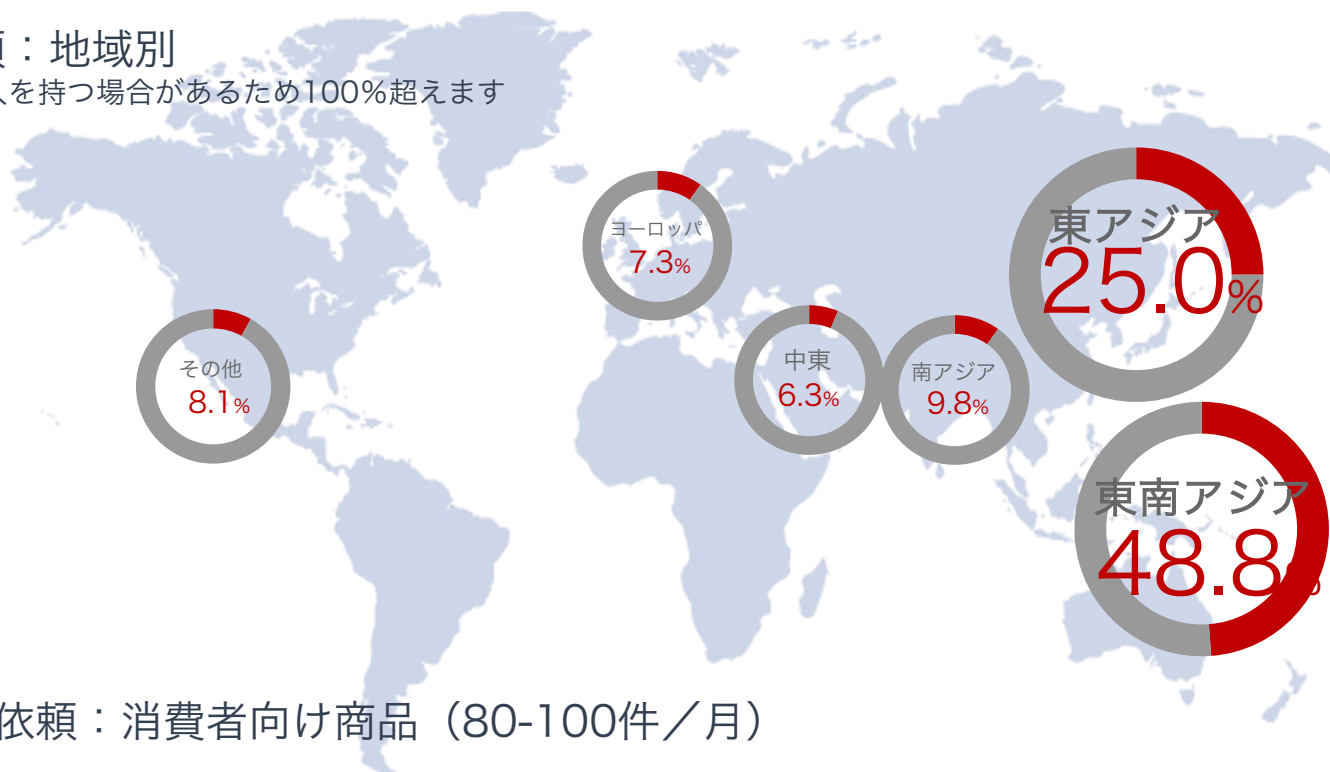 ：地域別
を持つ場合があるため100%超えます
ヨーロッパ
7.3%
東アジア
25.0%
その他
8.1%
中東
6.3%
南アジア
9.8%
東南アジア
48.8%
依頼：消費者向け商品（80-100件／月）